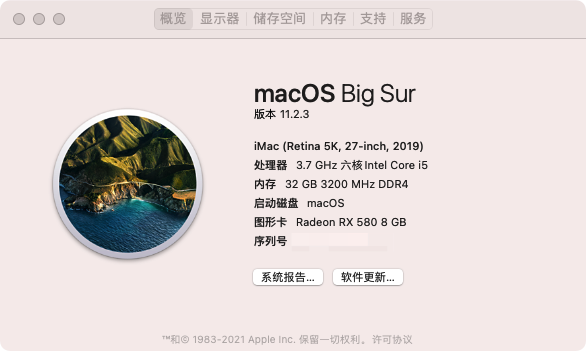 概览 显示器 储存空间 内存 支持 服务
macOS Big Sur
版本 11.2.3
iMac (Retina 5K, 27-inch, 2019)
处理器 3.7 GHz 六核Intel Core i5
内存 32 GB 3200 MHz DDR4
启动磁盘 macOS
图形卡 Radeon RX 580 8 GB
序列号
系统报告... 软件更新...
™和© 1983-2021 Apple Inc. 保留一切权利。许可协议